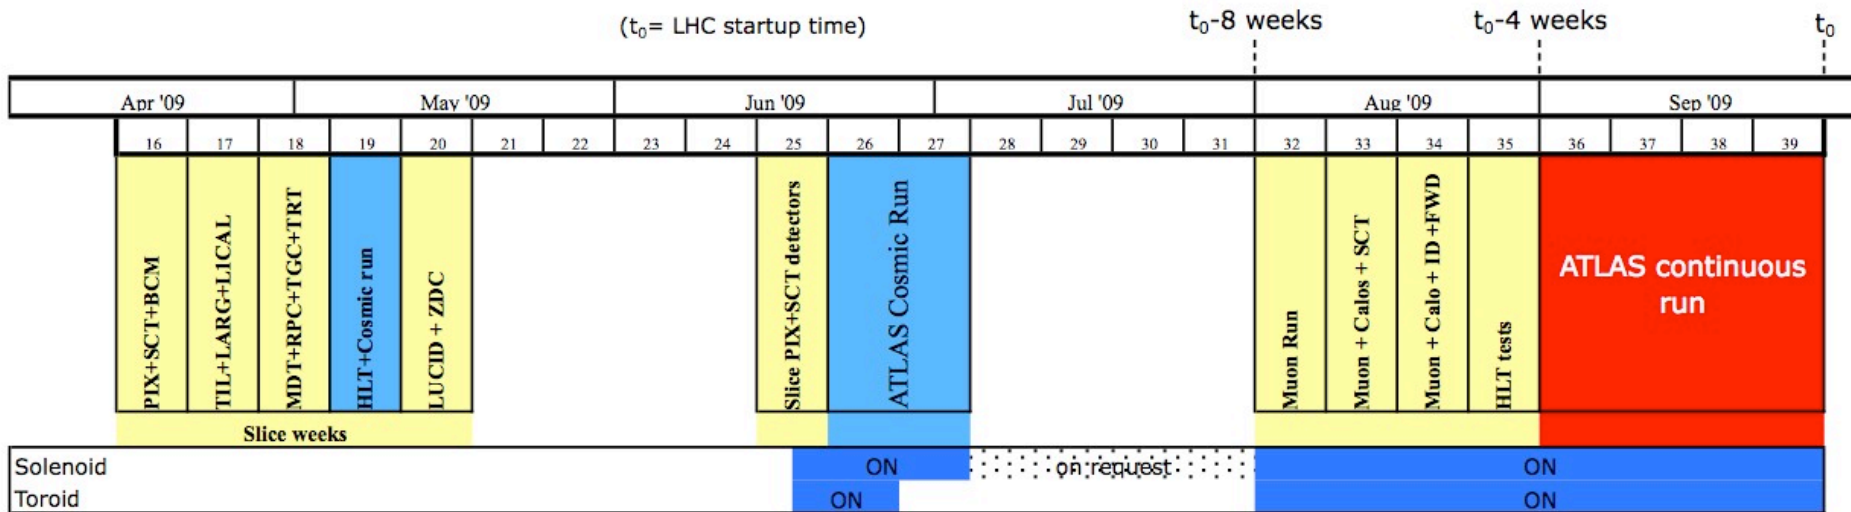 (t₀= LHC startup time)
t₀-8 weeks
t₀-4 weeks
t₀
Apr '09
May '09
Jun '09
Jul '09
Aug '09
Sep '09
16 17 18 19 20 21 22 23 24 25 26 27 28 29 30 31 32 33 34 35 36 37 38 39
PIX+SCT+BCM
TIL+LARG+L1CAL
MDT+RPC+TGC+TRT
HLT+Cosmic run
LUCID + ZDC
Slice PIX+SCT detectors
ATLAS Cosmic Run
Muon Run
Muon + Calos + SCT
Muon + Calo + ID +FWD
HLT tests
ATLAS continuous
run
Slice weeks
Solenoid
ON
on request
ON
Toroid
ON
ON